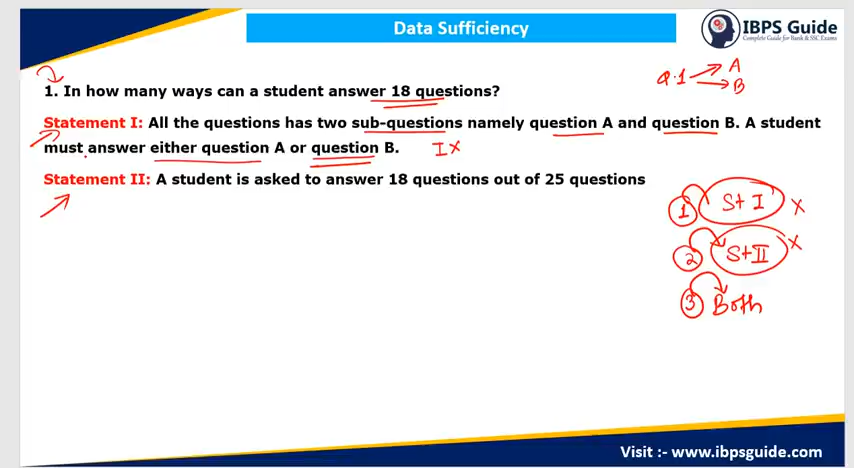 Data Sufficiency
IBPS Guide
Complete Guide for Bank & SSC Exams
Q.1 A
B
1. In how many ways can a student answer 18 questions?
Statement I: All the questions has two sub-questions namely question A and question B. A student
must answer either question A or question B. I X
Statement II: A student is asked to answer 18 questions out of 25 questions
1 St I X
2 St II X
3 Both
Visit :- www.ibpsguide.com